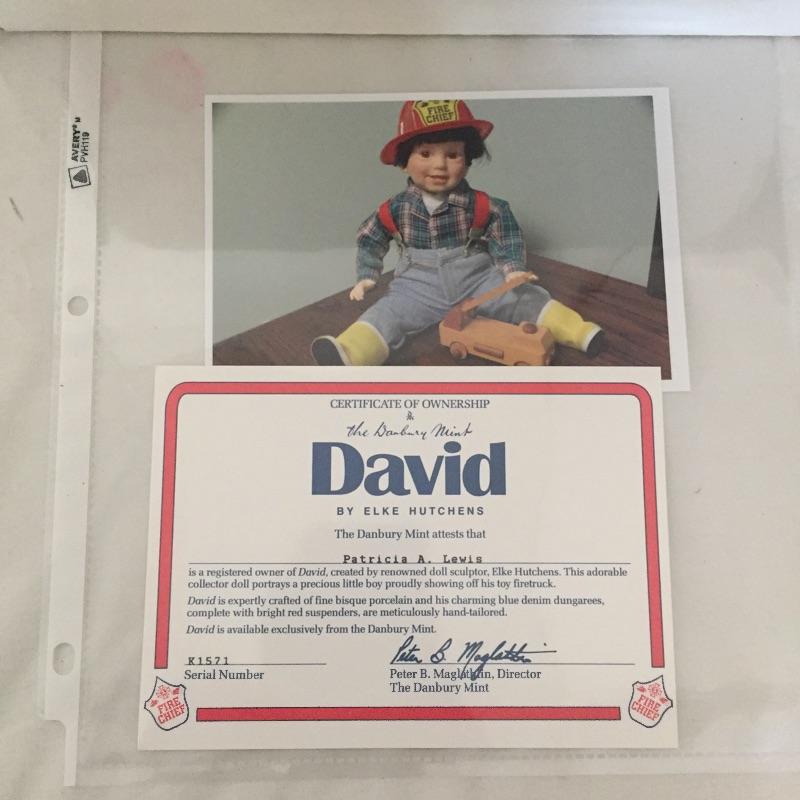 AVERY™
PVH119
FIRE
CHIEF
CERTIFICATE OF OWNERSHIP
the Danbury Mint
David
BY ELKE HUTCHENS
The Danbury Mint attests that
Patricia A. Lewis
is a registered owner of David, created by renowned doll sculptor, Elke Hutchens. This adorable
collector doll portrays a precious little boy proudly showing off his toy firetruck.
David is expertly crafted of fine bisque porcelain and his charming blue denim dungarees,
complete with bright red suspenders, are meticulously hand-tailored.
David is available exclusively from the Danbury Mint.
K1571
Serial Number
Peter B. Maglathlin
Peter B. Maglathlin, Director
The Danbury Mint
FIRE
CHIEF
FIRE
CHIEF